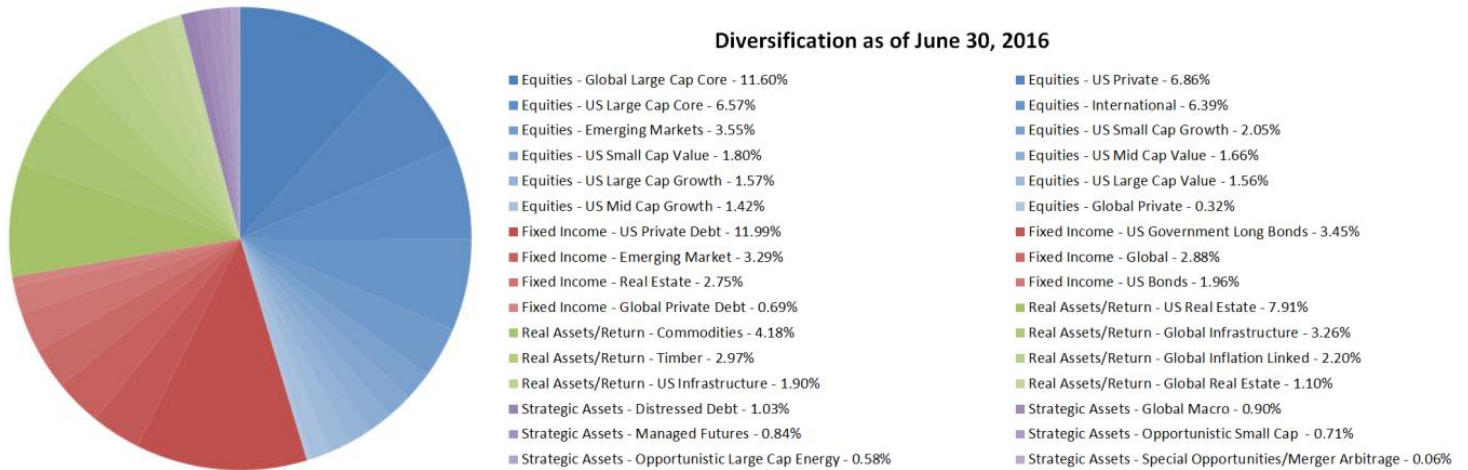 Diversification as of June 30, 2016
Equities - Global Large Cap Core - 11.60%
Equities - US Private - 6.86%
Equities - US Large Cap Core - 6.57%
Equities - International - 6.39%
Equities - Emerging Markets - 3.55%
Equities - US Small Cap Growth - 2.05%
Equities - US Small Cap Value - 1.80%
Equities - US Mid Cap Value - 1.66%
Equities - US Large Cap Growth - 1.57%
Equities - US Large Cap Value - 1.56%
Equities - US Mid Cap Growth - 1.42%
Equities - Global Private - 0.32%
Fixed Income - US Private Debt - 11.99%
Fixed Income - US Government Long Bonds - 3.45%
Fixed Income - Emerging Market - 3.29%
Fixed Income - Global - 2.88%
Fixed Income - Real Estate - 2.75%
Fixed Income - US Bonds - 1.96%
Fixed Income - Global Private Debt - 0.69%
Real Assets/Return - US Real Estate - 7.91%
Real Assets/Return - Commodities - 4.18%
Real Assets/Return - Global Infrastructure - 3.26%
Real Assets/Return - Timber - 2.97%
Real Assets/Return - Global Inflation Linked - 2.20%
Real Assets/Return - US Infrastructure - 1.90%
Real Assets/Return - Global Real Estate - 1.10%
Strategic Assets - Distressed Debt - 1.03%
Strategic Assets - Global Macro - 0.90%
Strategic Assets - Managed Futures - 0.84%
Strategic Assets - Opportunistic Small Cap - 0.71%
Strategic Assets - Opportunistic Large Cap Energy - 0.58%
Strategic Assets - Special Opportunities/Merger Arbitrage - 0.06%